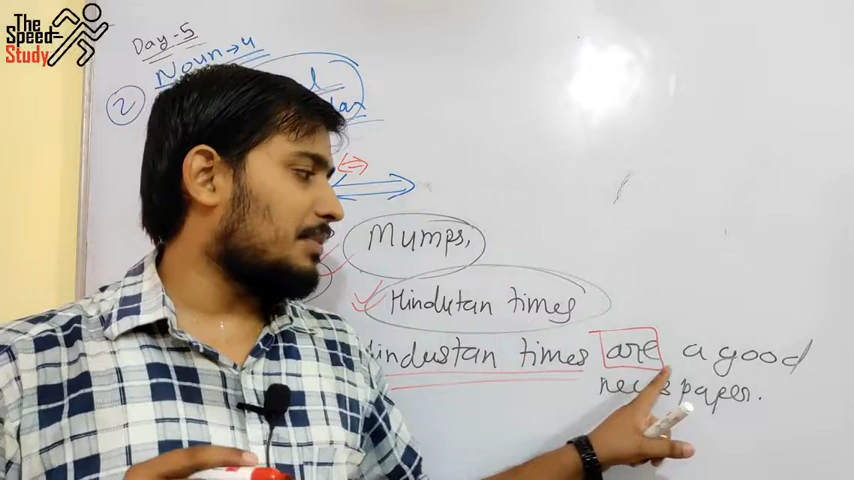 The
Speed
Study
Day-5
Noun → 4
2
Mumps,
Hindutan times
Hindustan times are a good
newspaper.